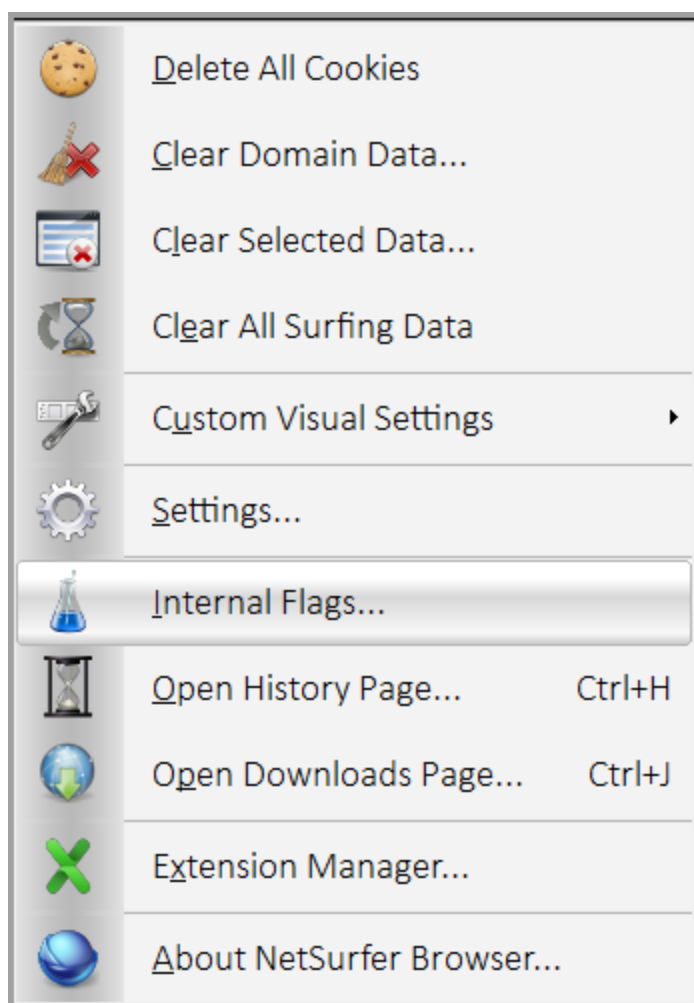 Delete All Cookies
Clear Domain Data...
Clear Selected Data...
Clear All Surfing Data
Custom Visual Settings
Settings...
Internal Flags...
Open History Page... Ctrl+H
Open Downloads Page... Ctrl+J
Extension Manager...
About NetSurfer Browser...